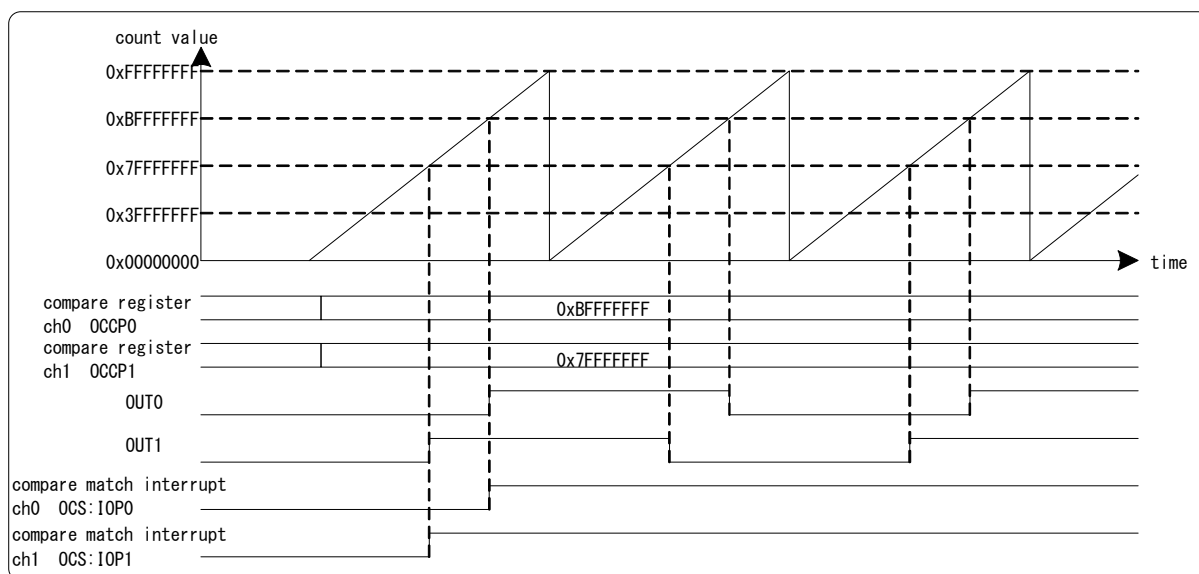 count value
0xFFFFFFFF
0xBFFFFFFF
0x7FFFFFFF
0x3FFFFFFF
0x00000000
time
compare register
ch0 OCCP0
0xBFFFFFFF
compare register
ch1 OCCP1
0x7FFFFFFF
OUT0
OUT1
compare match interrupt
ch0 OCS:IOP0
compare match interrupt
ch1 OCS:IOP1